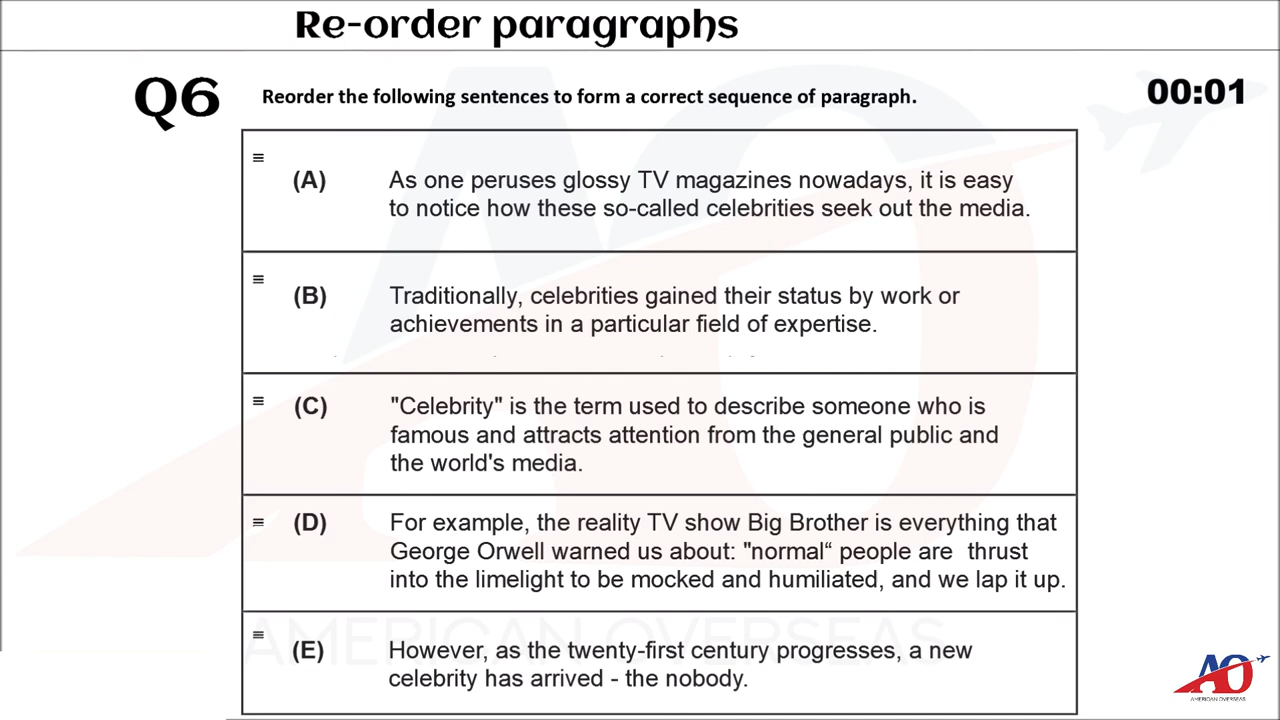 Re-order paragraphs
Q6
Reorder the following sentences to form a correct sequence of paragraph.
00:01
≡
(A)
As one peruses glossy TV magazines nowadays, it is easy
to notice how these so-called celebrities seek out the media.
≡
(B)
Traditionally, celebrities gained their status by work or
achievements in a particular field of expertise.
≡
(C)
"Celebrity" is the term used to describe someone who is
famous and attracts attention from the general public and
the world's media.
≡
(D)
For example, the reality TV show Big Brother is everything that
George Orwell warned us about: "normal“ people are thrust
into the limelight to be mocked and humiliated, and we lap it up.
≡
(E)
However, as the twenty-first century progresses, a new
celebrity has arrived - the nobody.
AMERICAN OVERSEAS
AO
AMERICAN OVERSEAS